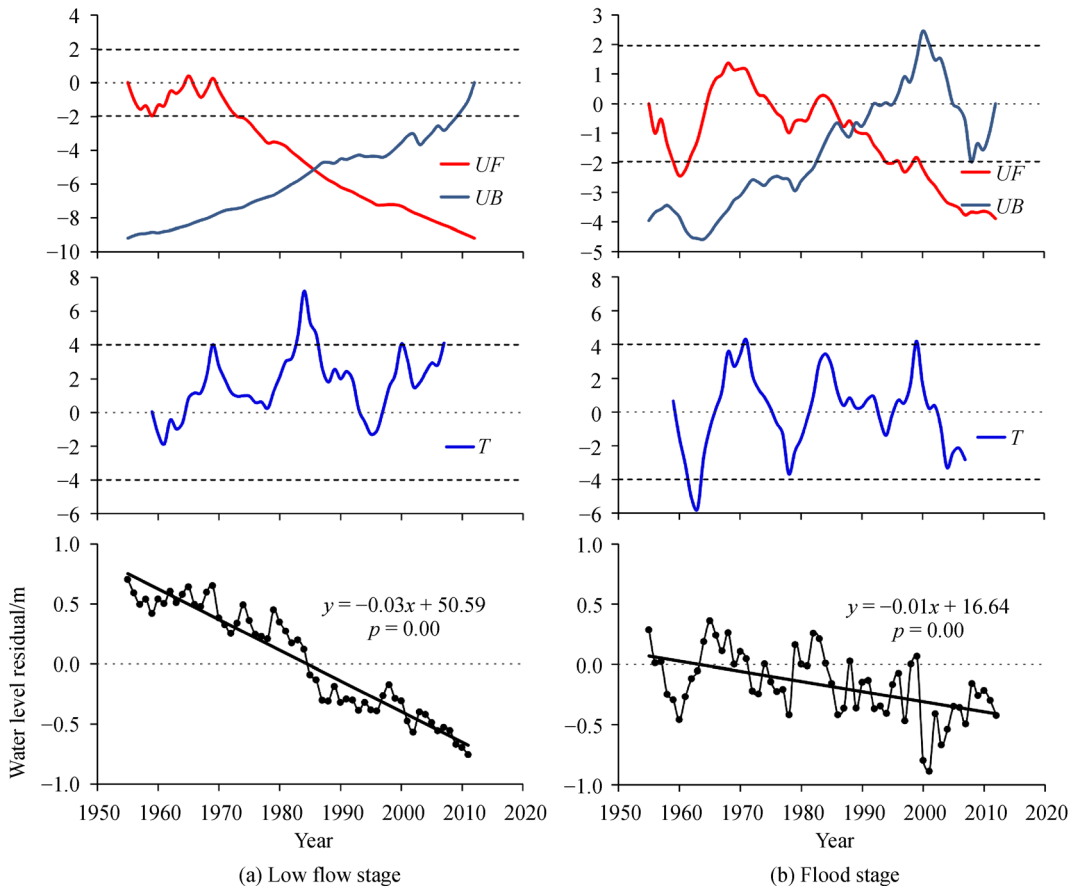 4
2
0
−2
−4
−6
−8
−10
UF
UB
3
2
1
0
−1
−2
−3
−4
−5
UF
UB
8
6
4
2
0
−2
−4
−6
T
8
6
4
2
0
−2
−4
−6
T
Water level residual/m
1.0
0.5
0.0
−0.5
−1.0
y = −0.03x + 50.59
p = 0.00
1950 1960 1970 1980 1990 2000 2010 2020
Year
(a) Low flow stage
1.0
0.5
0.0
−0.5
−1.0
y = −0.01x + 16.64
p = 0.00
1950 1960 1970 1980 1990 2000 2010 2020
Year
(b) Flood stage